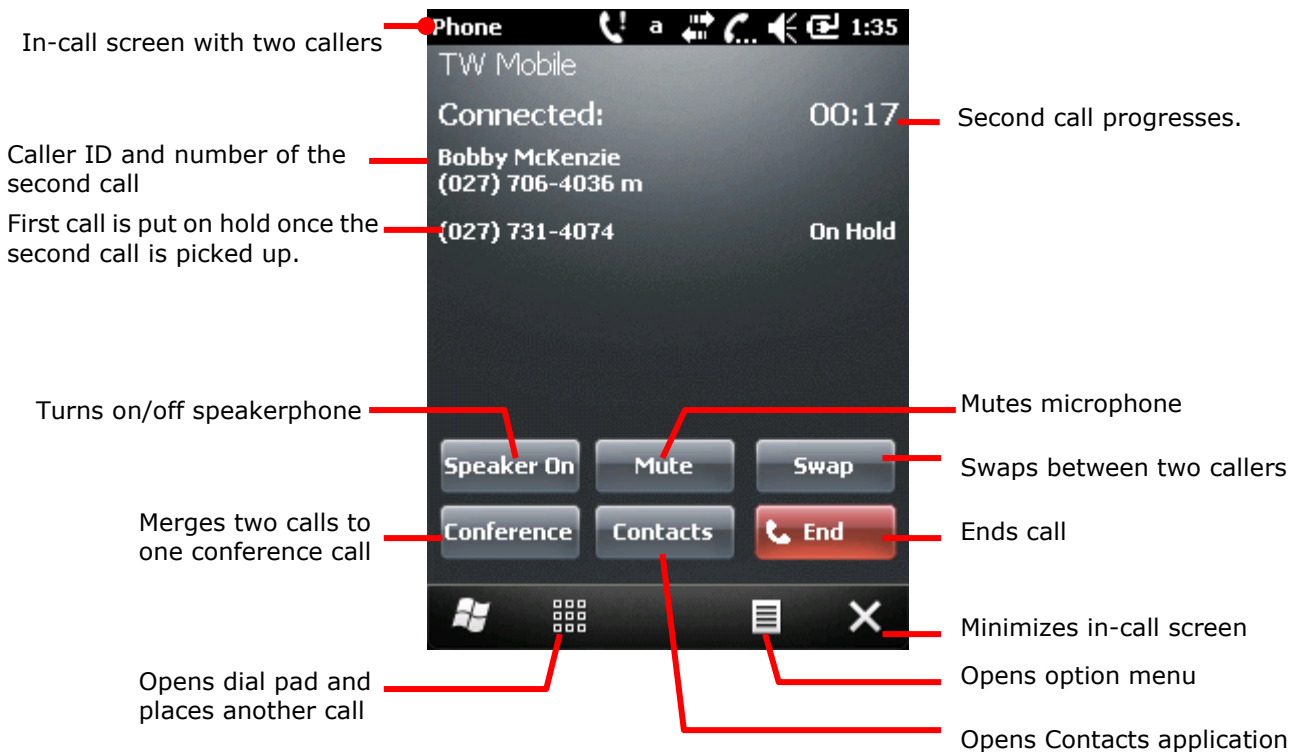 Phone a 1:35
In-call screen with two callers
TW Mobile
Connected: 00:17
Second call progresses.
Caller ID and number of the
second call
Bobby McKenzie
(027) 706-4036 m
First call is put on hold once the
second call is picked up.
(027) 731-4074 On Hold
Turns on/off speakerphone
Mutes microphone
Speaker On Mute Swap
Swaps between two callers
Merges two calls to
one conference call
Conference Contacts End
Ends call
Minimizes in-call screen
Opens dial pad and
places another call
Opens option menu
Opens Contacts application